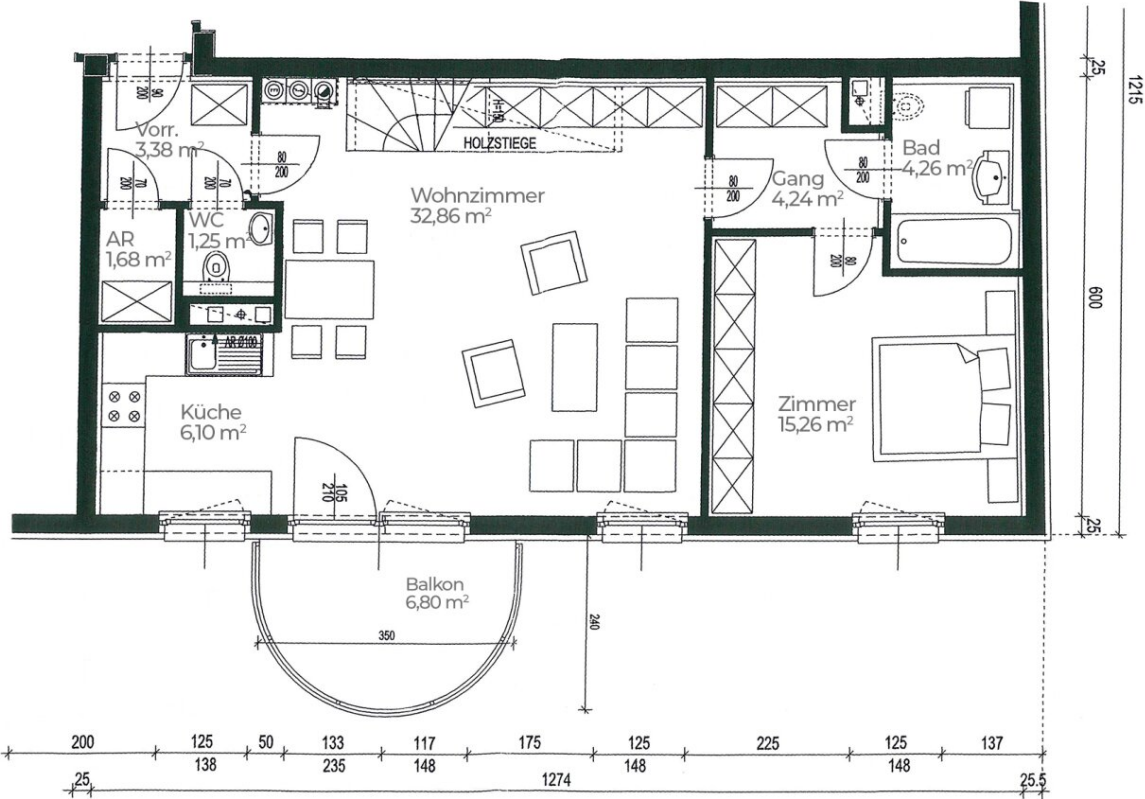 25
1215
90
200
Vorr.
3,38 m²
80
200
H=150
HOLZSTIEGE
Wohnzimmer
32,86 m²
80
200
Gang
4,24 m²
80
200
Bad
4,26 m²
70
200
70
200
AR
1,68 m²
WC
1,25 m²
80
200
600
AR Ø100
Küche
6,10 m²
Zimmer
15,26 m²
105
210
25
Balkon
6,80 m²
350
240
200 125 50 133 117 175 125 225 125 137
138 235 148 148 148
25 1274 25.5